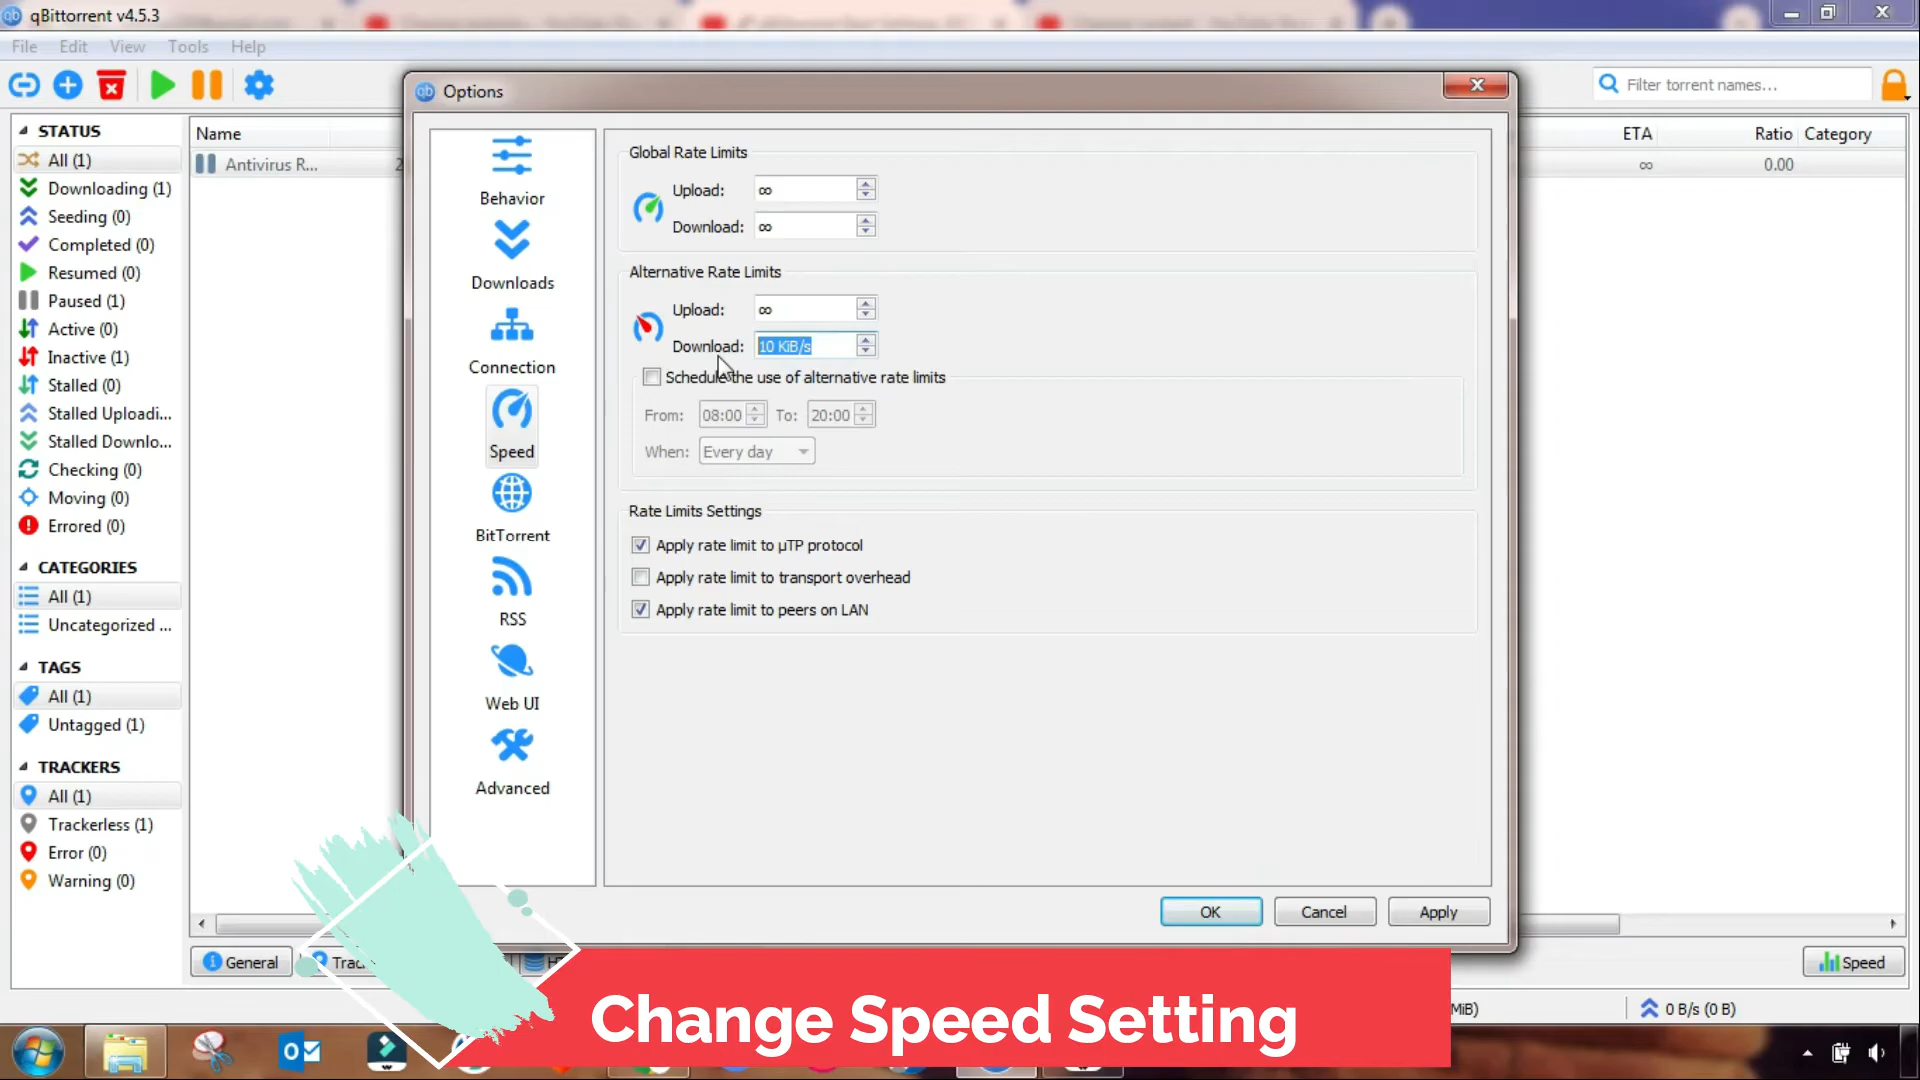 qBittorrent v4.5.3
File Edit View Tools Help
Options
Filter torrent names...
STATUS
All (1)
Downloading (1)
Seeding (0)
Completed (0)
Resumed (0)
Paused (1)
Active (0)
Inactive (1)
Stalled (0)
Stalled Uploadi...
Stalled Downlo...
Checking (0)
Moving (0)
Errored (0)
CATEGORIES
All (1)
Uncategorized ...
TAGS
All (1)
Untagged (1)
TRACKERS
All (1)
Trackerless (1)
Error (0)
Warning (0)
Name
Antivirus R... 2
ETA Ratio Category
∞ 0.00
Behavior
Downloads
Connection
Speed
BitTorrent
RSS
Web UI
Advanced
Global Rate Limits
Upload: ∞
Download: ∞
Alternative Rate Limits
Upload: ∞
Download: 10 KiB/s
Schedule the use of alternative rate limits
From: 08:00 To: 20:00
When: Every day
Rate Limits Settings
Apply rate limit to µTP protocol
Apply rate limit to transport overhead
Apply rate limit to peers on LAN
OK Cancel Apply
General
Speed
MiB) 0 B/s (0 B)
Change Speed Setting